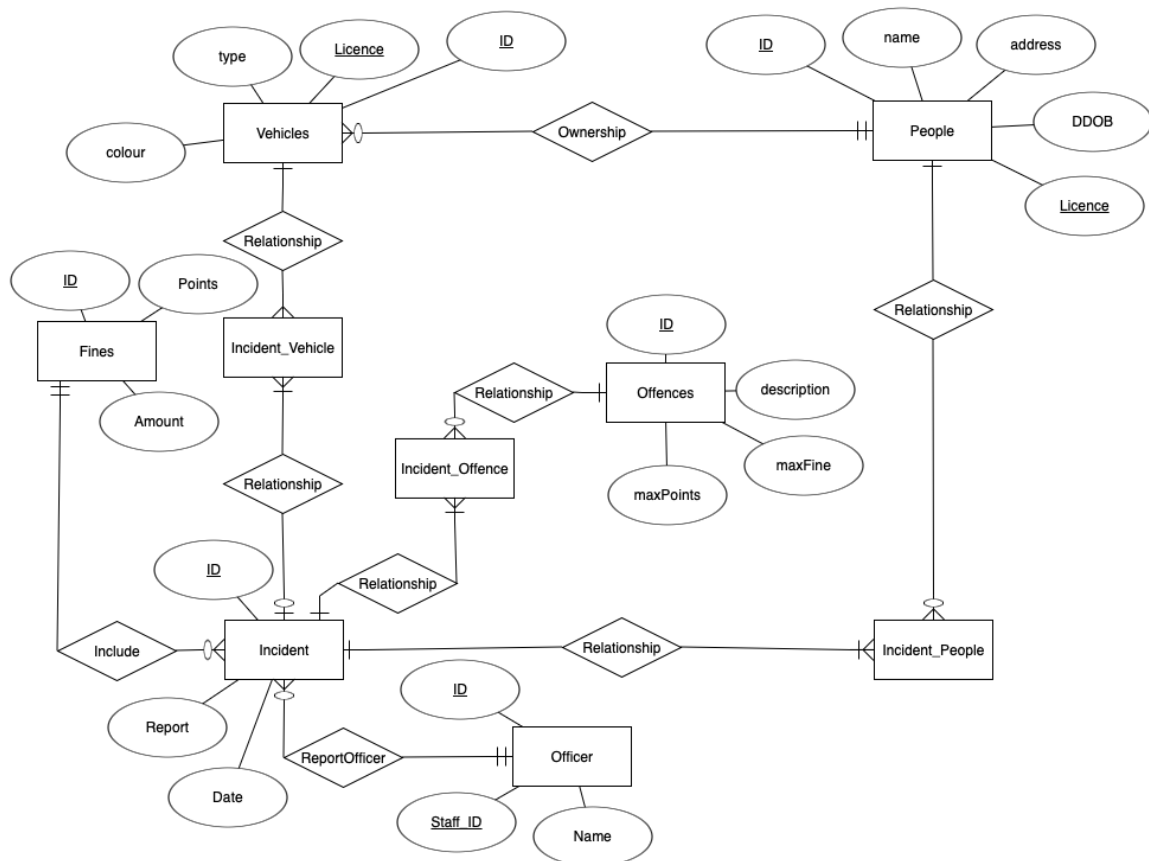 type
Licence
ID
ID
name
address
Vehicles
Ownership
People
DDOB
colour
Licence
Relationship
ID
Points
Relationship
Fines
Incident_Vehicle
ID
Relationship
Offences
description
Amount
Incident_Offence
maxFine
Relationship
maxPoints
ID
Relationship
Include
Incident
Relationship
Incident_People
ID
Report
ReportOfficer
Officer
Date
Staff_ID
Name